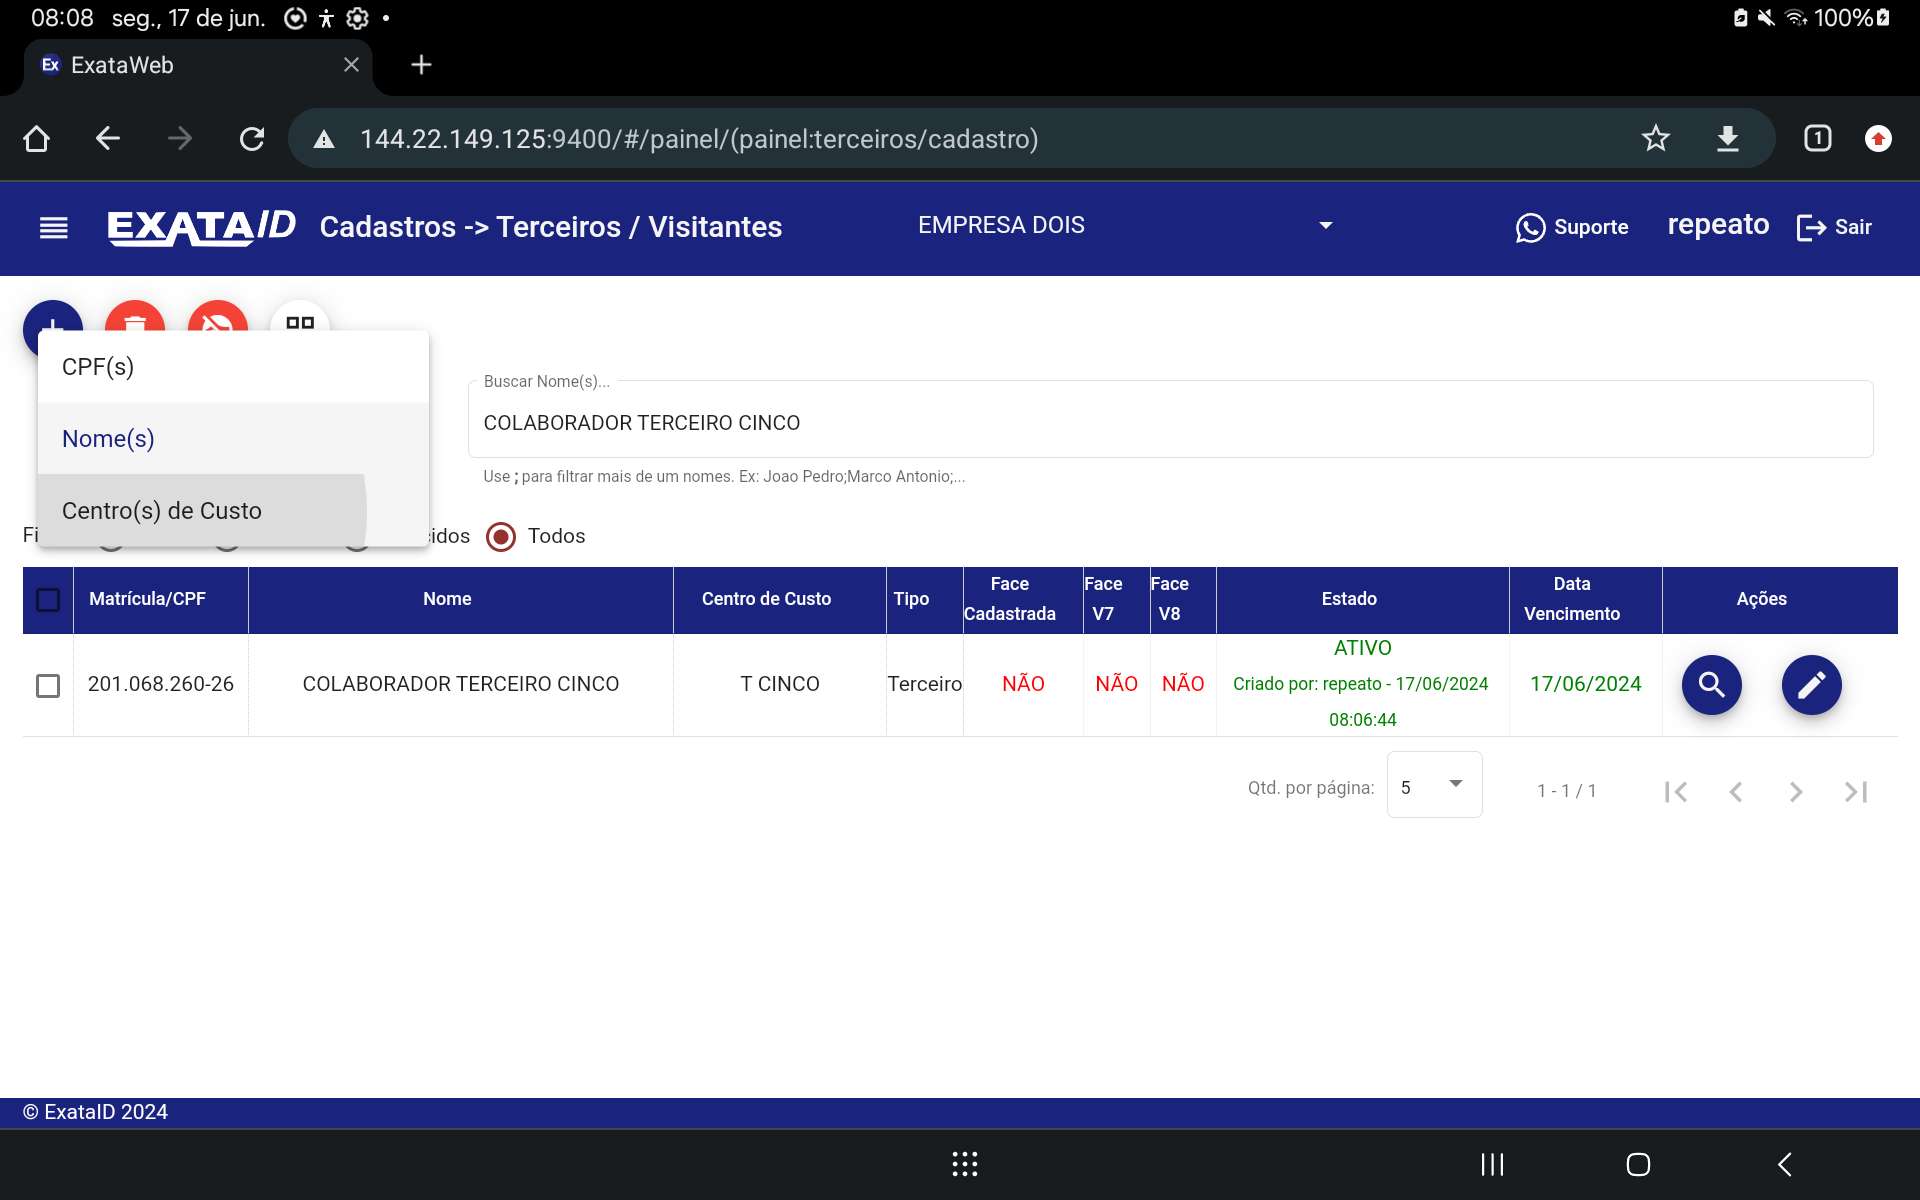 08:08 seg., 17 de jun.
100%
Ex ExataWeb
144.22.149.125:9400/#/painel/(painel:terceiros/cadastro)
1
EXATAID Cadastros -> Terceiros / Visitantes
EMPRESA DOIS
Suporte
repeato
Sair
CPF(s)
Nome(s)
Centro(s) de Custo
Buscar Nome(s)...
COLABORADOR TERCEIRO CINCO
Use ; para filtrar mais de um nomes. Ex: Joao Pedro;Marco Antonio;...
Fi
cidos
Todos
Matrícula/CPF
Nome
Centro de Custo
Tipo
Face
Cadastrada
Face
V7
Face
V8
Estado
Data
Vencimento
Ações
201.068.260-26
COLABORADOR TERCEIRO CINCO
T CINCO
Terceiro
NÃO
NÃO
NÃO
ATIVO
Criado por: repeato - 17/06/2024
08:06:44
17/06/2024
Qtd. por página:
5
1 - 1 / 1
© ExataID 2024